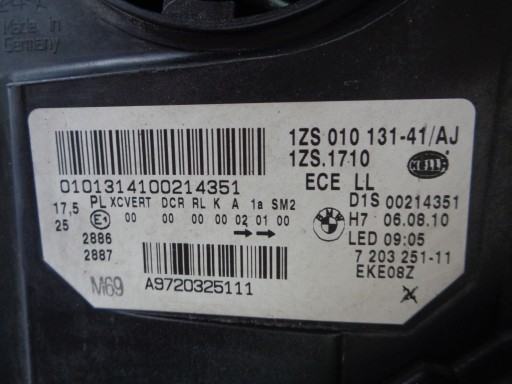 Made in
Germany
1ZS 010 131-41/AJ
1ZS.1710
HELLA
ECE LL
0101314100214351
D1S 00214351
17,5 PL XCVERT DCR RL K A 1a SM2
H7 06.08.10
25 E1 00 00 00 00 02 01 00
LED 09:05
2886
7 203 251-11
2887
EKE08Z
M69 A9720325111